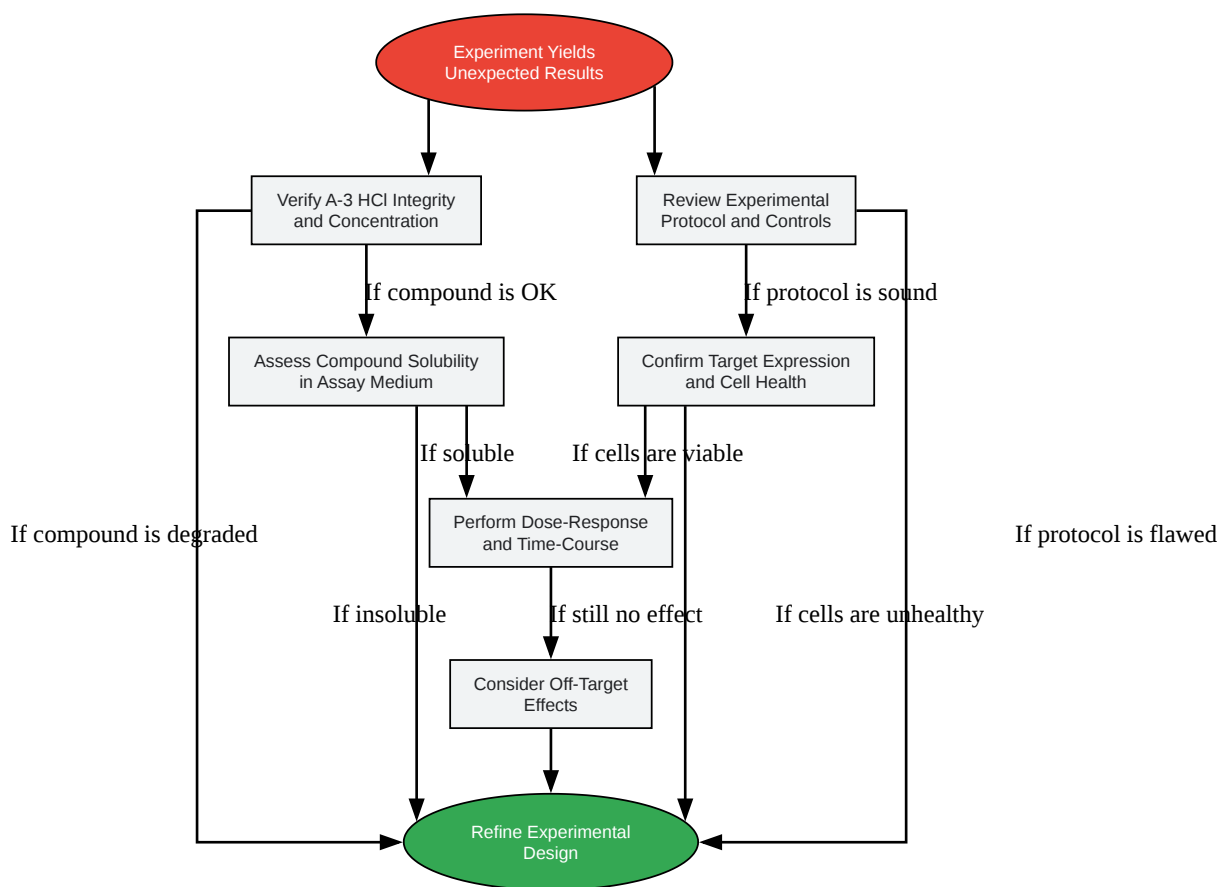 Experiment Yields
Unexpected Results
Verify A-3 HCl Integrity
and Concentration
Review Experimental
Protocol and Controls
If compound is OK
If protocol is sound
Assess Compound Solubility
in Assay Medium
Confirm Target Expression
and Cell Health
If soluble
If cells are viable
Perform Dose-Response
and Time-Course
If compound is degraded
If protocol is flawed
If insoluble
If still no effect
If cells are unhealthy
Consider Off-Target
Effects
Refine Experimental
Design